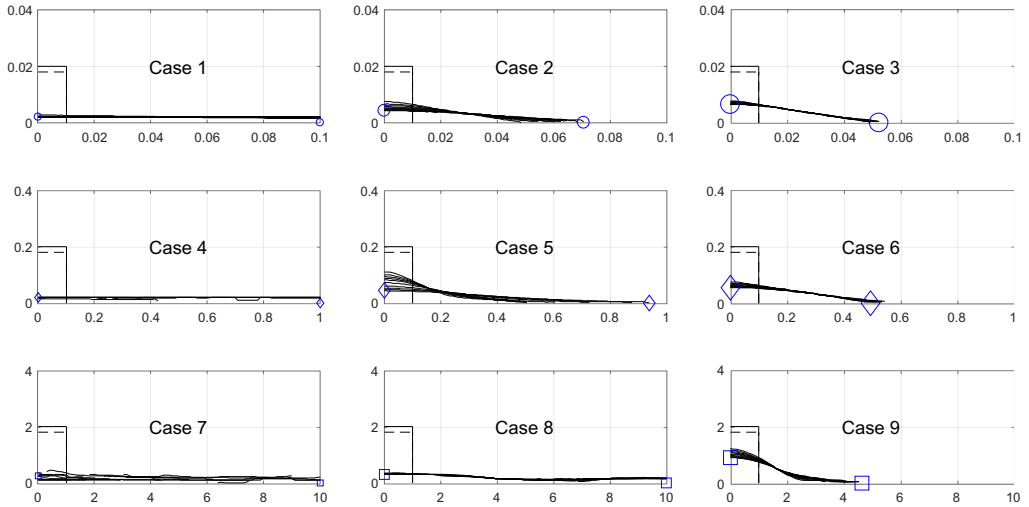 0.04 0.04 0.04
0.02 Case 1 0.02 Case 2 0.02 Case 3
0 0 0
0 0.02 0.04 0.06 0.08 0.1 0 0.02 0.04 0.06 0.08 0.1 0 0.02 0.04 0.06 0.08 0.1
0.4 0.4 0.4
0.2 Case 4 0.2 Case 5 0.2 Case 6
0 0 0
0 0.2 0.4 0.6 0.8 1 0 0.2 0.4 0.6 0.8 1 0 0.2 0.4 0.6 0.8 1
4 4 4
2 Case 7 2 Case 8 2 Case 9
0 0 0
0 2 4 6 8 10 0 2 4 6 8 10 0 2 4 6 8 10